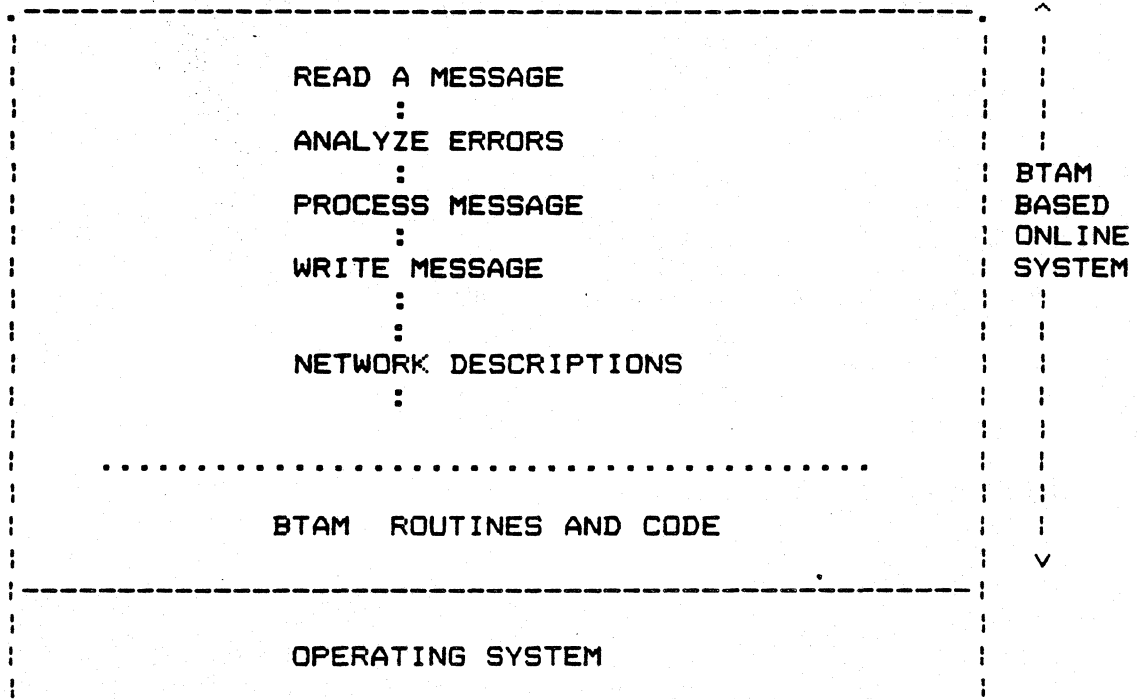 READ A MESSAGE
:
ANALYZE ERRORS
:
PROCESS MESSAGE
:
WRITE MESSAGE
:
:
NETWORK DESCRIPTIONS
:
.........................................
BTAM ROUTINES AND CODE
OPERATING SYSTEM
BTAM
BASED
ONLINE
SYSTEM